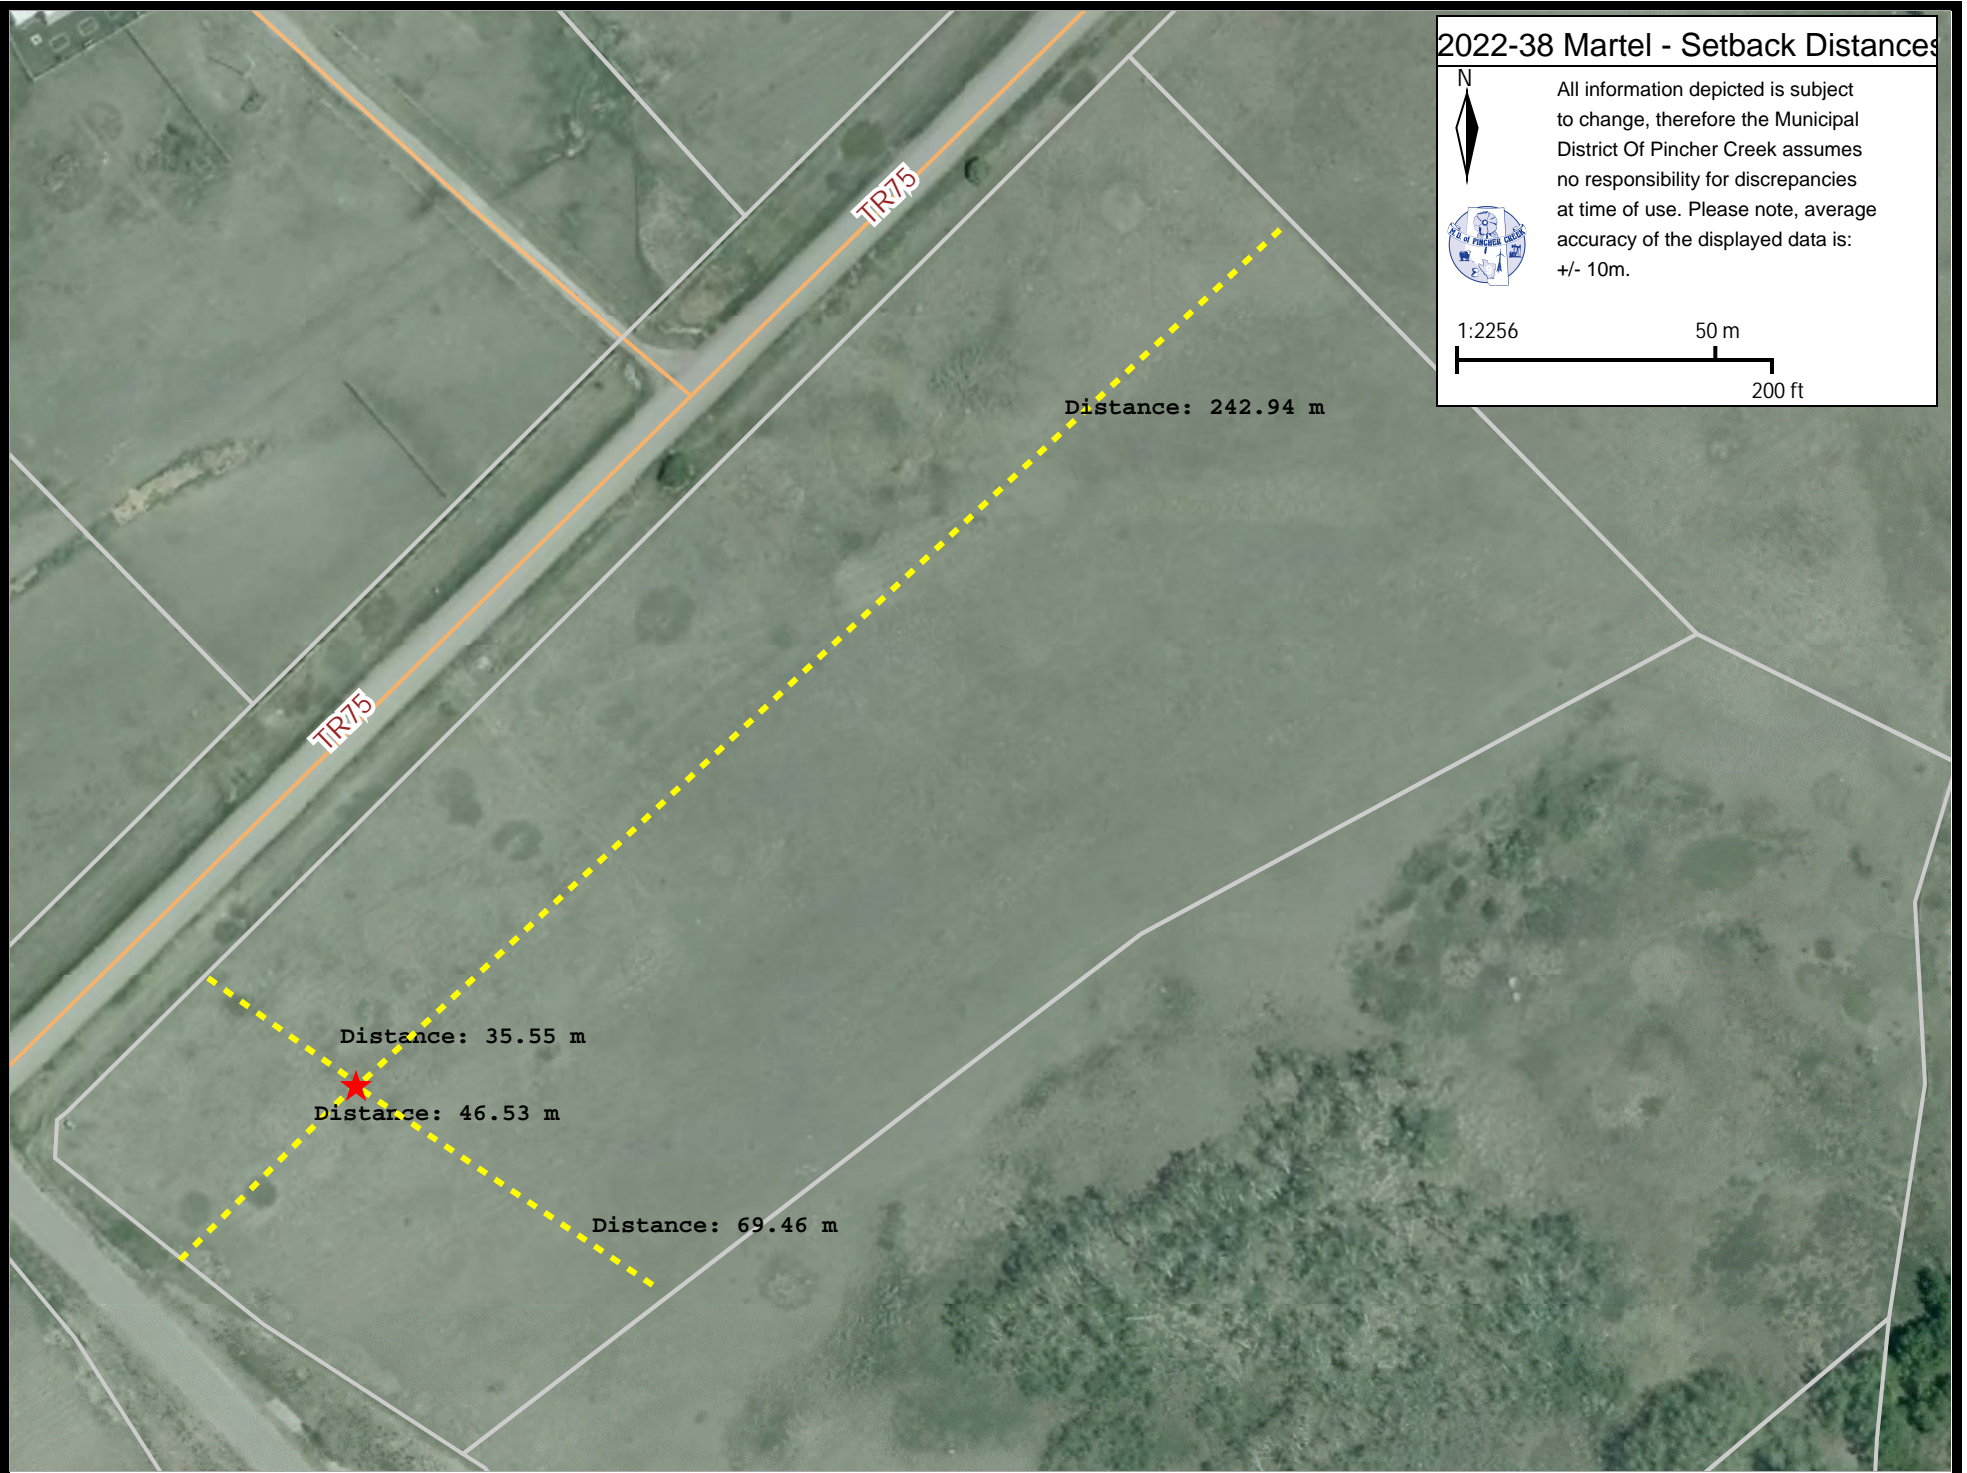 2022-38 Martel - Setback Distances
N
All information depicted is subject
to change, therefore the Municipal
District Of Pincher Creek assumes
no responsibility for discrepancies
at time of use. Please note, average
accuracy of the displayed data is:
+/- 10m.
M.D. of PINCHER CREEK
1:2256
50 m
200 ft
TR75
Distance: 242.94 m
TR75
Distance: 35.55 m
Distance: 46.53 m
Distance: 69.46 m